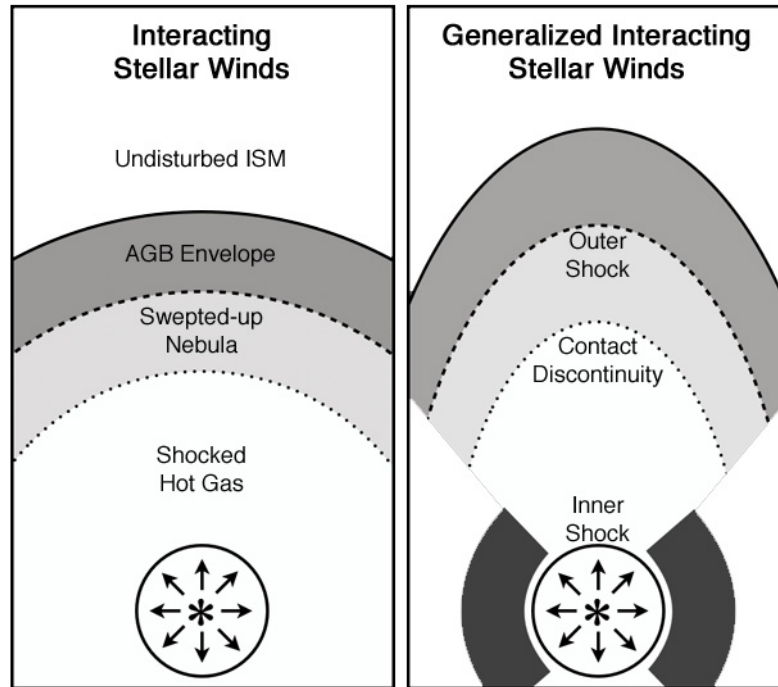 Interacting
Stellar Winds
Undisturbed ISM
AGB Envelope
Swepted-up
Nebula
Shocked
Hot Gas
Generalized Interacting
Stellar Winds
Outer
Shock
Contact
Discontinuity
Inner
Shock